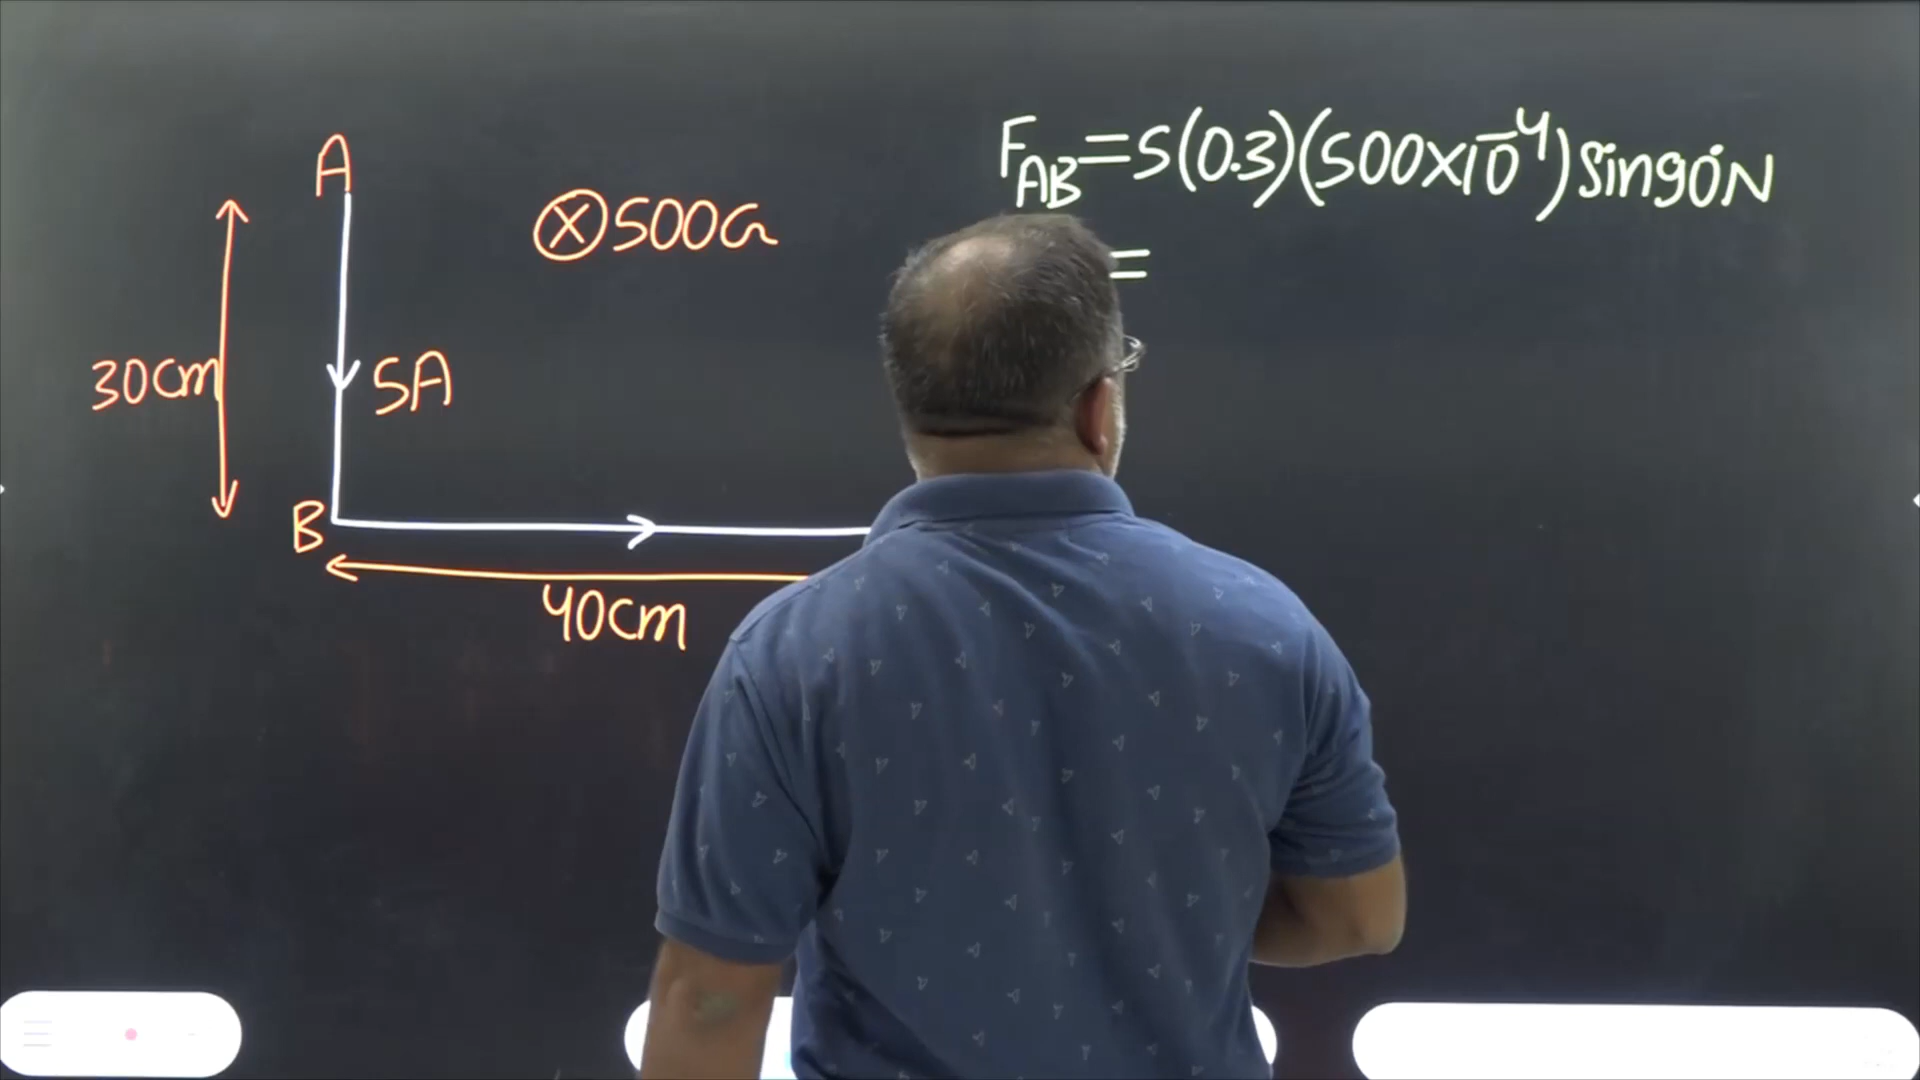 A
⊗500G
30cm
5A
B
40cm
F_AB=5(0.3)(500×10^-4)Sin90°N
=